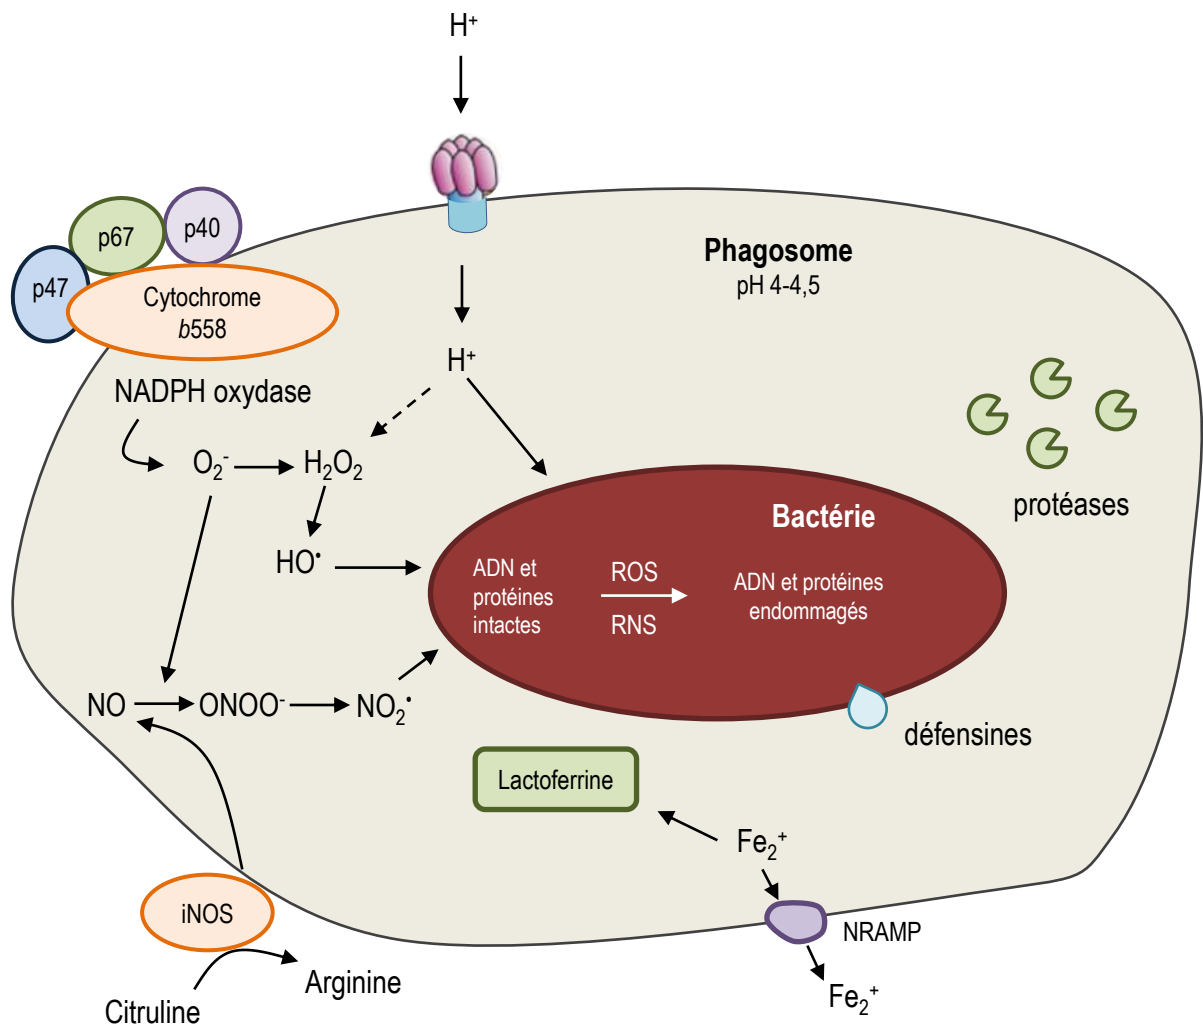 H⁺
p67
p40
p47
Cytochrome
b558
Phagosome
pH 4-4,5
H⁺
NADPH oxydase
O₂⁻
H₂O₂
protéases
HO•
Bactérie
ADN et
protéines
intactes
ROS
RNS
ADN et protéines
endommagés
NO
ONOO⁻
NO₂•
défensines
Lactoferrine
Fe₂⁺
iNOS
NRAMP
Arginine
Citruline
Fe₂⁺